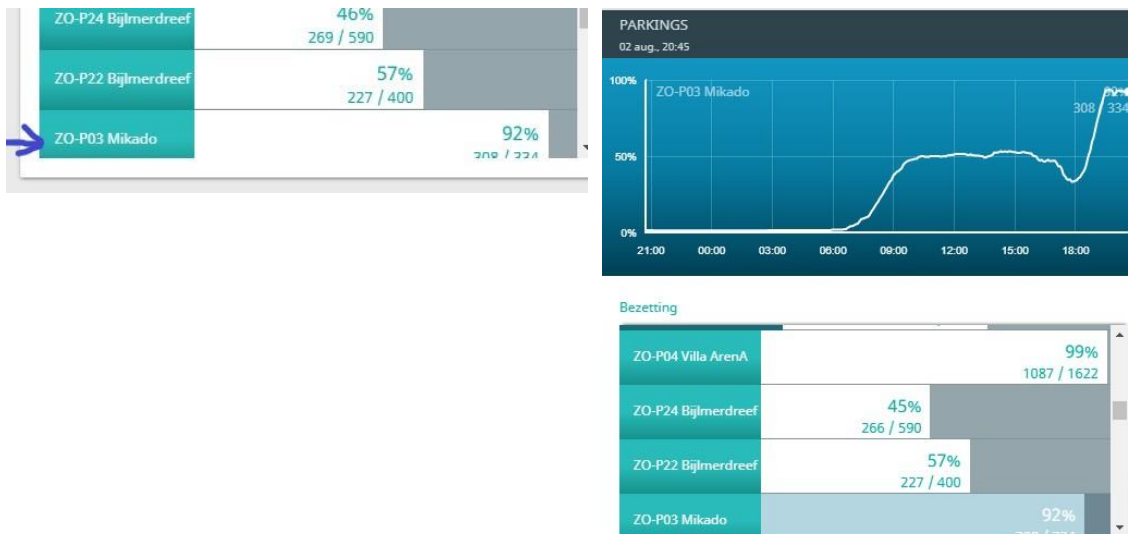 ZO-P24 Bijlmerdreef
46%
269 / 590
ZO-P22 Bijlmerdreef
57%
227 / 400
ZO-P03 Mikado
92%
308 / 334
PARKINGS
02 aug., 20:45
100%
ZO-P03 Mikado
308 / 334
50%
0%
21:00 00:00 03:00 06:00 09:00 12:00 15:00 18:00
Bezetting
ZO-P04 Villa ArenA
99%
1087 / 1622
ZO-P24 Bijlmerdreef
45%
266 / 590
ZO-P22 Bijlmerdreef
57%
227 / 400
ZO-P03 Mikado
92%